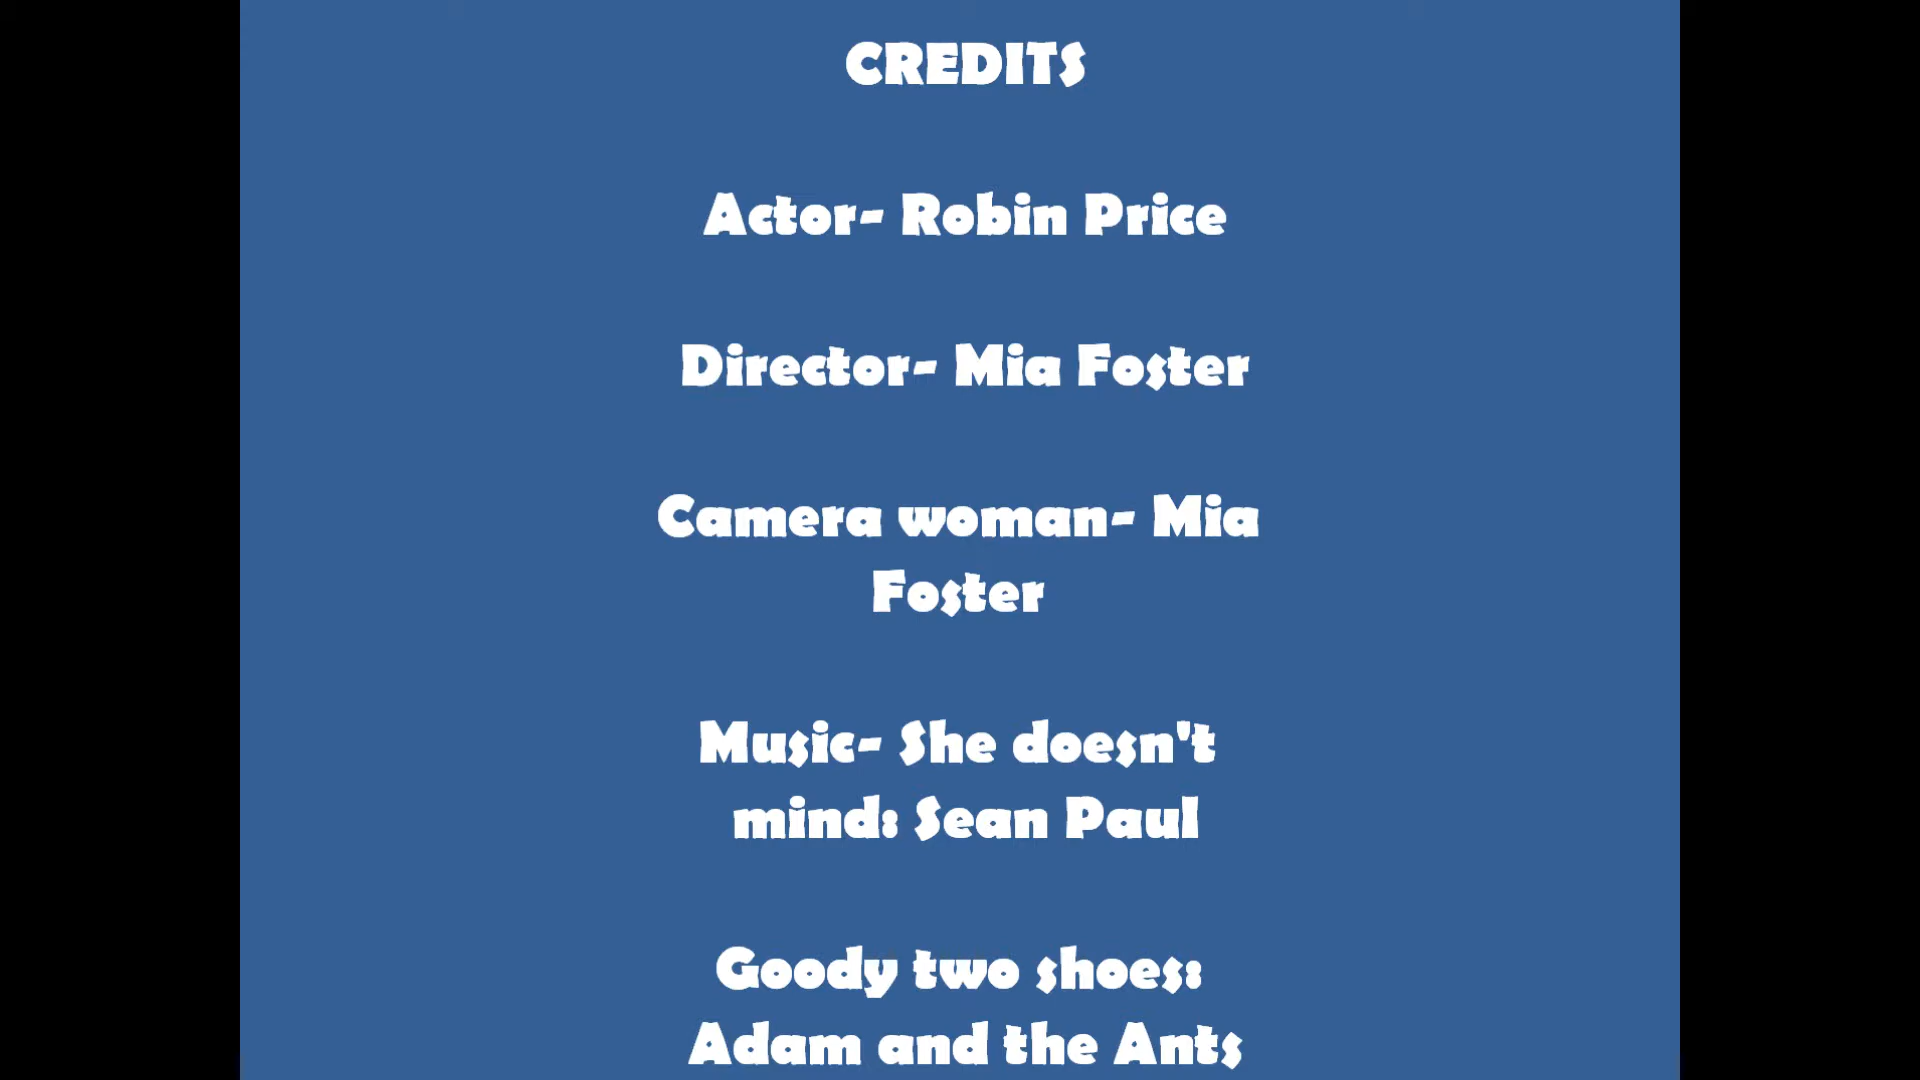 CREDITS
Actor- Robin Price
Director- Mia Foster
Camera woman- Mia
Foster
Music- She doesn't
mind: Sean Paul
Goody two shoes:
Adam and the Ants